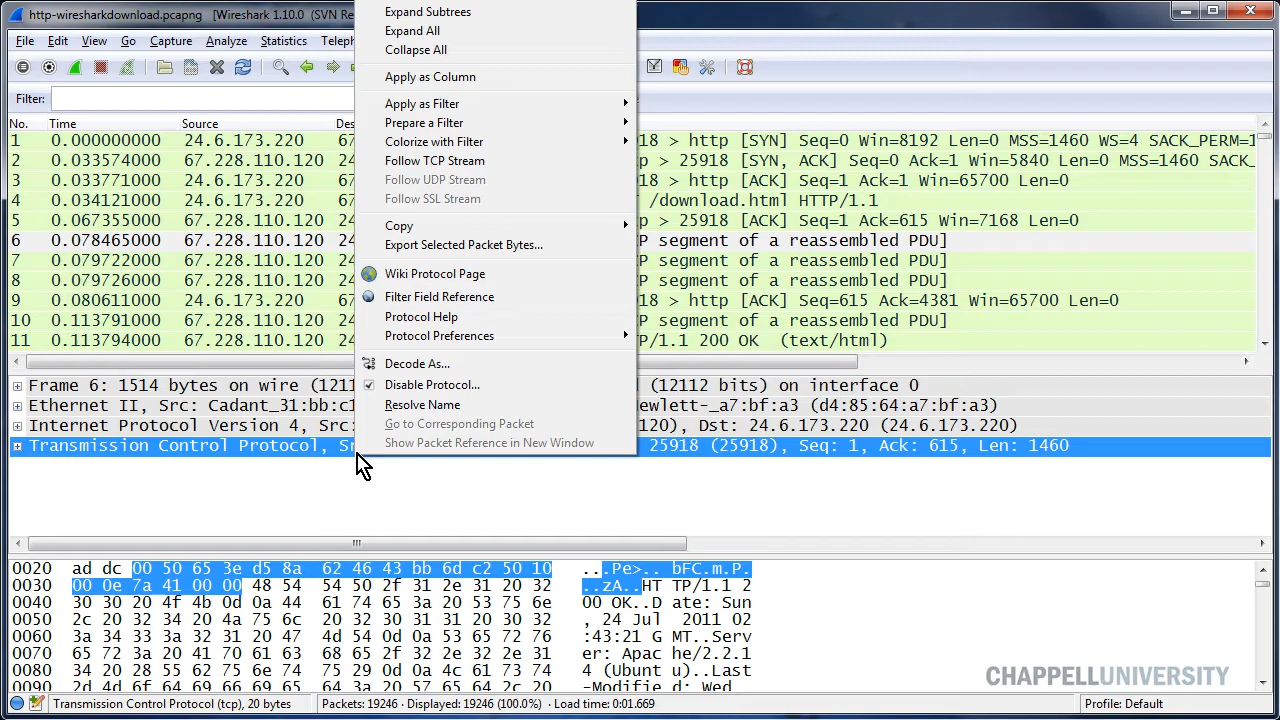 http-wiresharkdownload.pcapng [Wireshark 1.10.0 (SVN Re
File Edit View Go Capture Analyze Statistics Teleph
Filter:
No. Time Source Des
1 0.000000000 24.6.173.220 67 18 > http [SYN] Seq=0 Win=8192 Len=0 MSS=1460 WS=4 SACK_PERM=1
2 0.033574000 67.228.110.120 24 p > 25918 [SYN, ACK] Seq=0 Ack=1 Win=5840 Len=0 MSS=1460 SACK_
3 0.033771000 24.6.173.220 67 18 > http [ACK] Seq=1 Ack=1 Win=65700 Len=0
4 0.034121000 24.6.173.220 67 /download.html HTTP/1.1
5 0.067355000 67.228.110.120 24 p > 25918 [ACK] Seq=1 Ack=615 Win=7168 Len=0
6 0.078465000 67.228.110.120 24 P segment of a reassembled PDU]
7 0.079722000 67.228.110.120 24 P segment of a reassembled PDU]
8 0.079726000 67.228.110.120 24 P segment of a reassembled PDU]
9 0.080611000 24.6.173.220 67 18 > http [ACK] Seq=615 Ack=4381 Win=65700 Len=0
10 0.113791000 67.228.110.120 24 P segment of a reassembled PDU]
11 0.113794000 67.228.110.120 24 P/1.1 200 OK (text/html)
Expand Subtrees
Expand All
Collapse All
Apply as Column
Apply as Filter
Prepare a Filter
Colorize with Filter
Follow TCP Stream
Follow UDP Stream
Follow SSL Stream
Copy
Export Selected Packet Bytes...
Wiki Protocol Page
Filter Field Reference
Protocol Help
Protocol Preferences
Decode As...
Disable Protocol...
Resolve Name
Go to Corresponding Packet
Show Packet Reference in New Window
Frame 6: 1514 bytes on wire (1211 d (12112 bits) on interface 0
Ethernet II, Src: Cadant_31:bb:c1 ewlett-_a7:bf:a3 (d4:85:64:a7:bf:a3)
Internet Protocol Version 4, Src: .120), Dst: 24.6.173.220 (24.6.173.220)
Transmission Control Protocol, Sr 25918 (25918), Seq: 1, Ack: 615, Len: 1460
0020 ad dc 00 50 65 3e d5 8a 62 46 43 bb 6d c2 50 10 ...Pe>.. bFC.m.P.
0030 00 0e 7a 41 00 00 48 54 54 50 2f 31 2e 31 20 32 ..zA..HT TP/1.1 2
0040 30 30 20 4f 4b 0d 0a 44 61 74 65 3a 20 53 75 6e 00 OK..D ate: Sun
0050 2c 20 32 34 20 4a 75 6c 20 32 30 31 31 20 30 32 , 24 Jul 2011 02
0060 3a 34 33 3a 32 31 20 47 4d 54 0d 0a 53 65 72 76 :43:21 G MT..Serv
0070 65 72 3a 20 41 70 61 63 68 65 2f 32 2e 32 2e 31 er: Apac he/2.2.1
0080 34 20 28 55 62 75 6e 74 75 29 0d 0a 4c 61 73 74 4 (Ubunt u)..Last
0090 2d 4d 6f 64 69 66 69 65 64 3a 20 57 65 64 2c 20 -Modifie d: Wed,
CHAPPELLUNIVERSITY
Transmission Control Protocol (tcp), 20 bytes Packets: 19246 · Displayed: 19246 (100.0%) · Load time: 0:01.669 Profile: Default